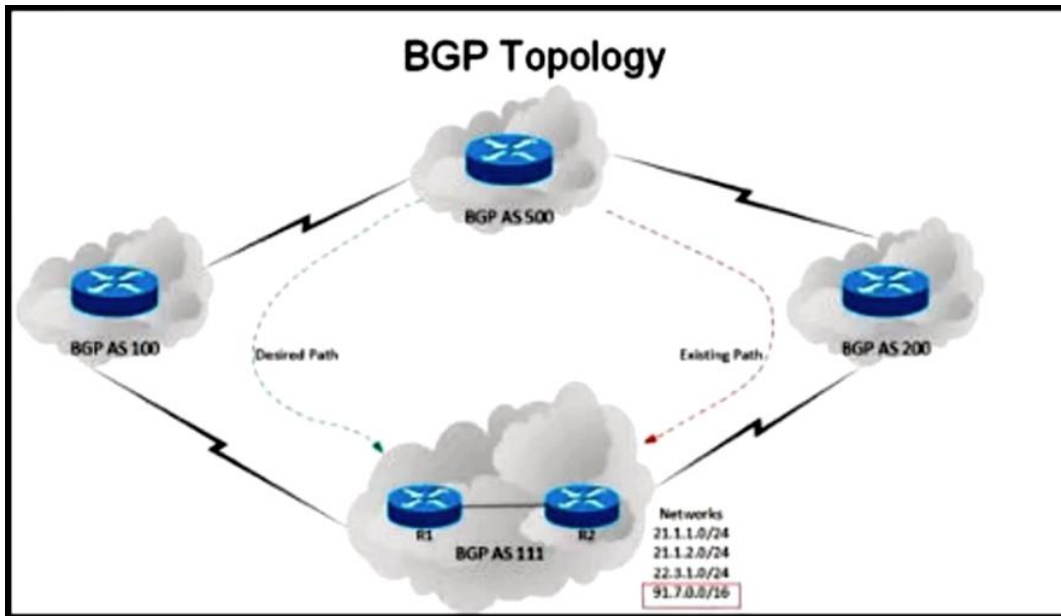 BGP Topology
BGP AS 500
BGP AS 100
BGP AS 200
Desired Path
Existing Path
R1
R2
BGP AS 111
Networks
21.1.1.0/24
21.1.2.0/24
22.3.1.0/24
91.7.0.0/16